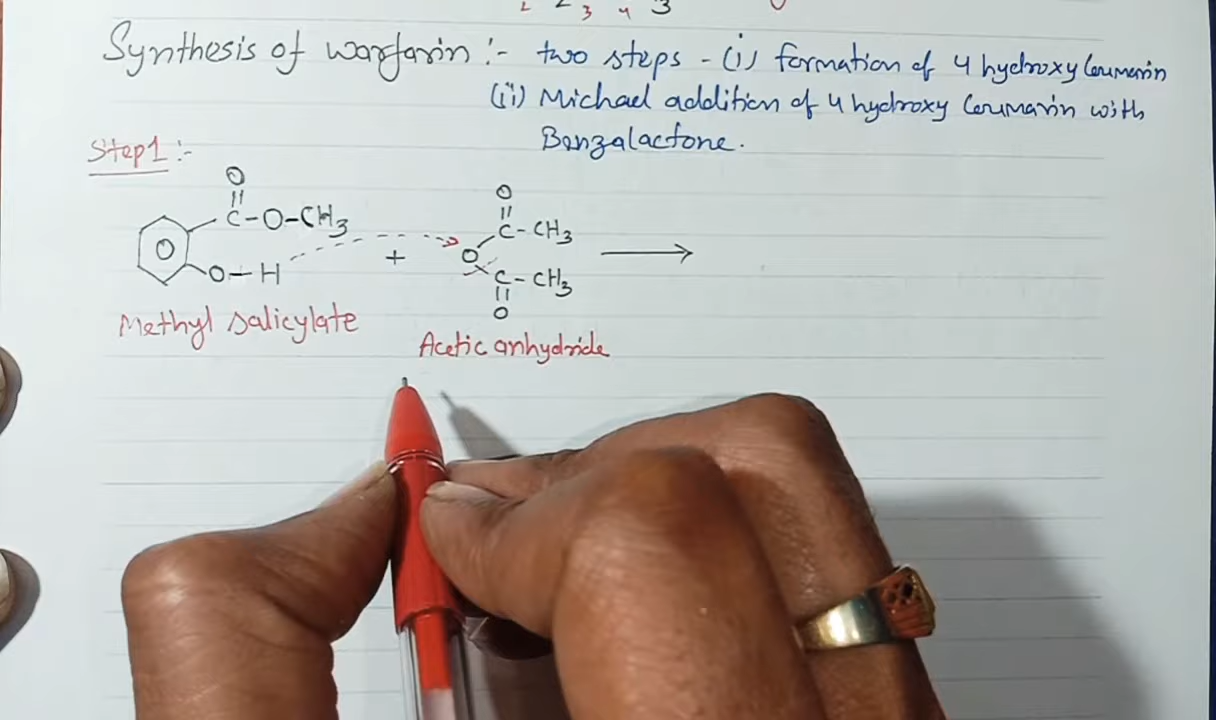 Synthesis of warfarin :- two steps - (i) formation of 4 hydroxy Coumarin
(ii) Michael addition of 4 hydroxy Coumarin with
Benzalactone.
Step1 :-
O
||
C-O-CH3
O-H
+
O
||
C-CH3
O
C-CH3
||
O
Methyl salicylate
Acetic anhydride